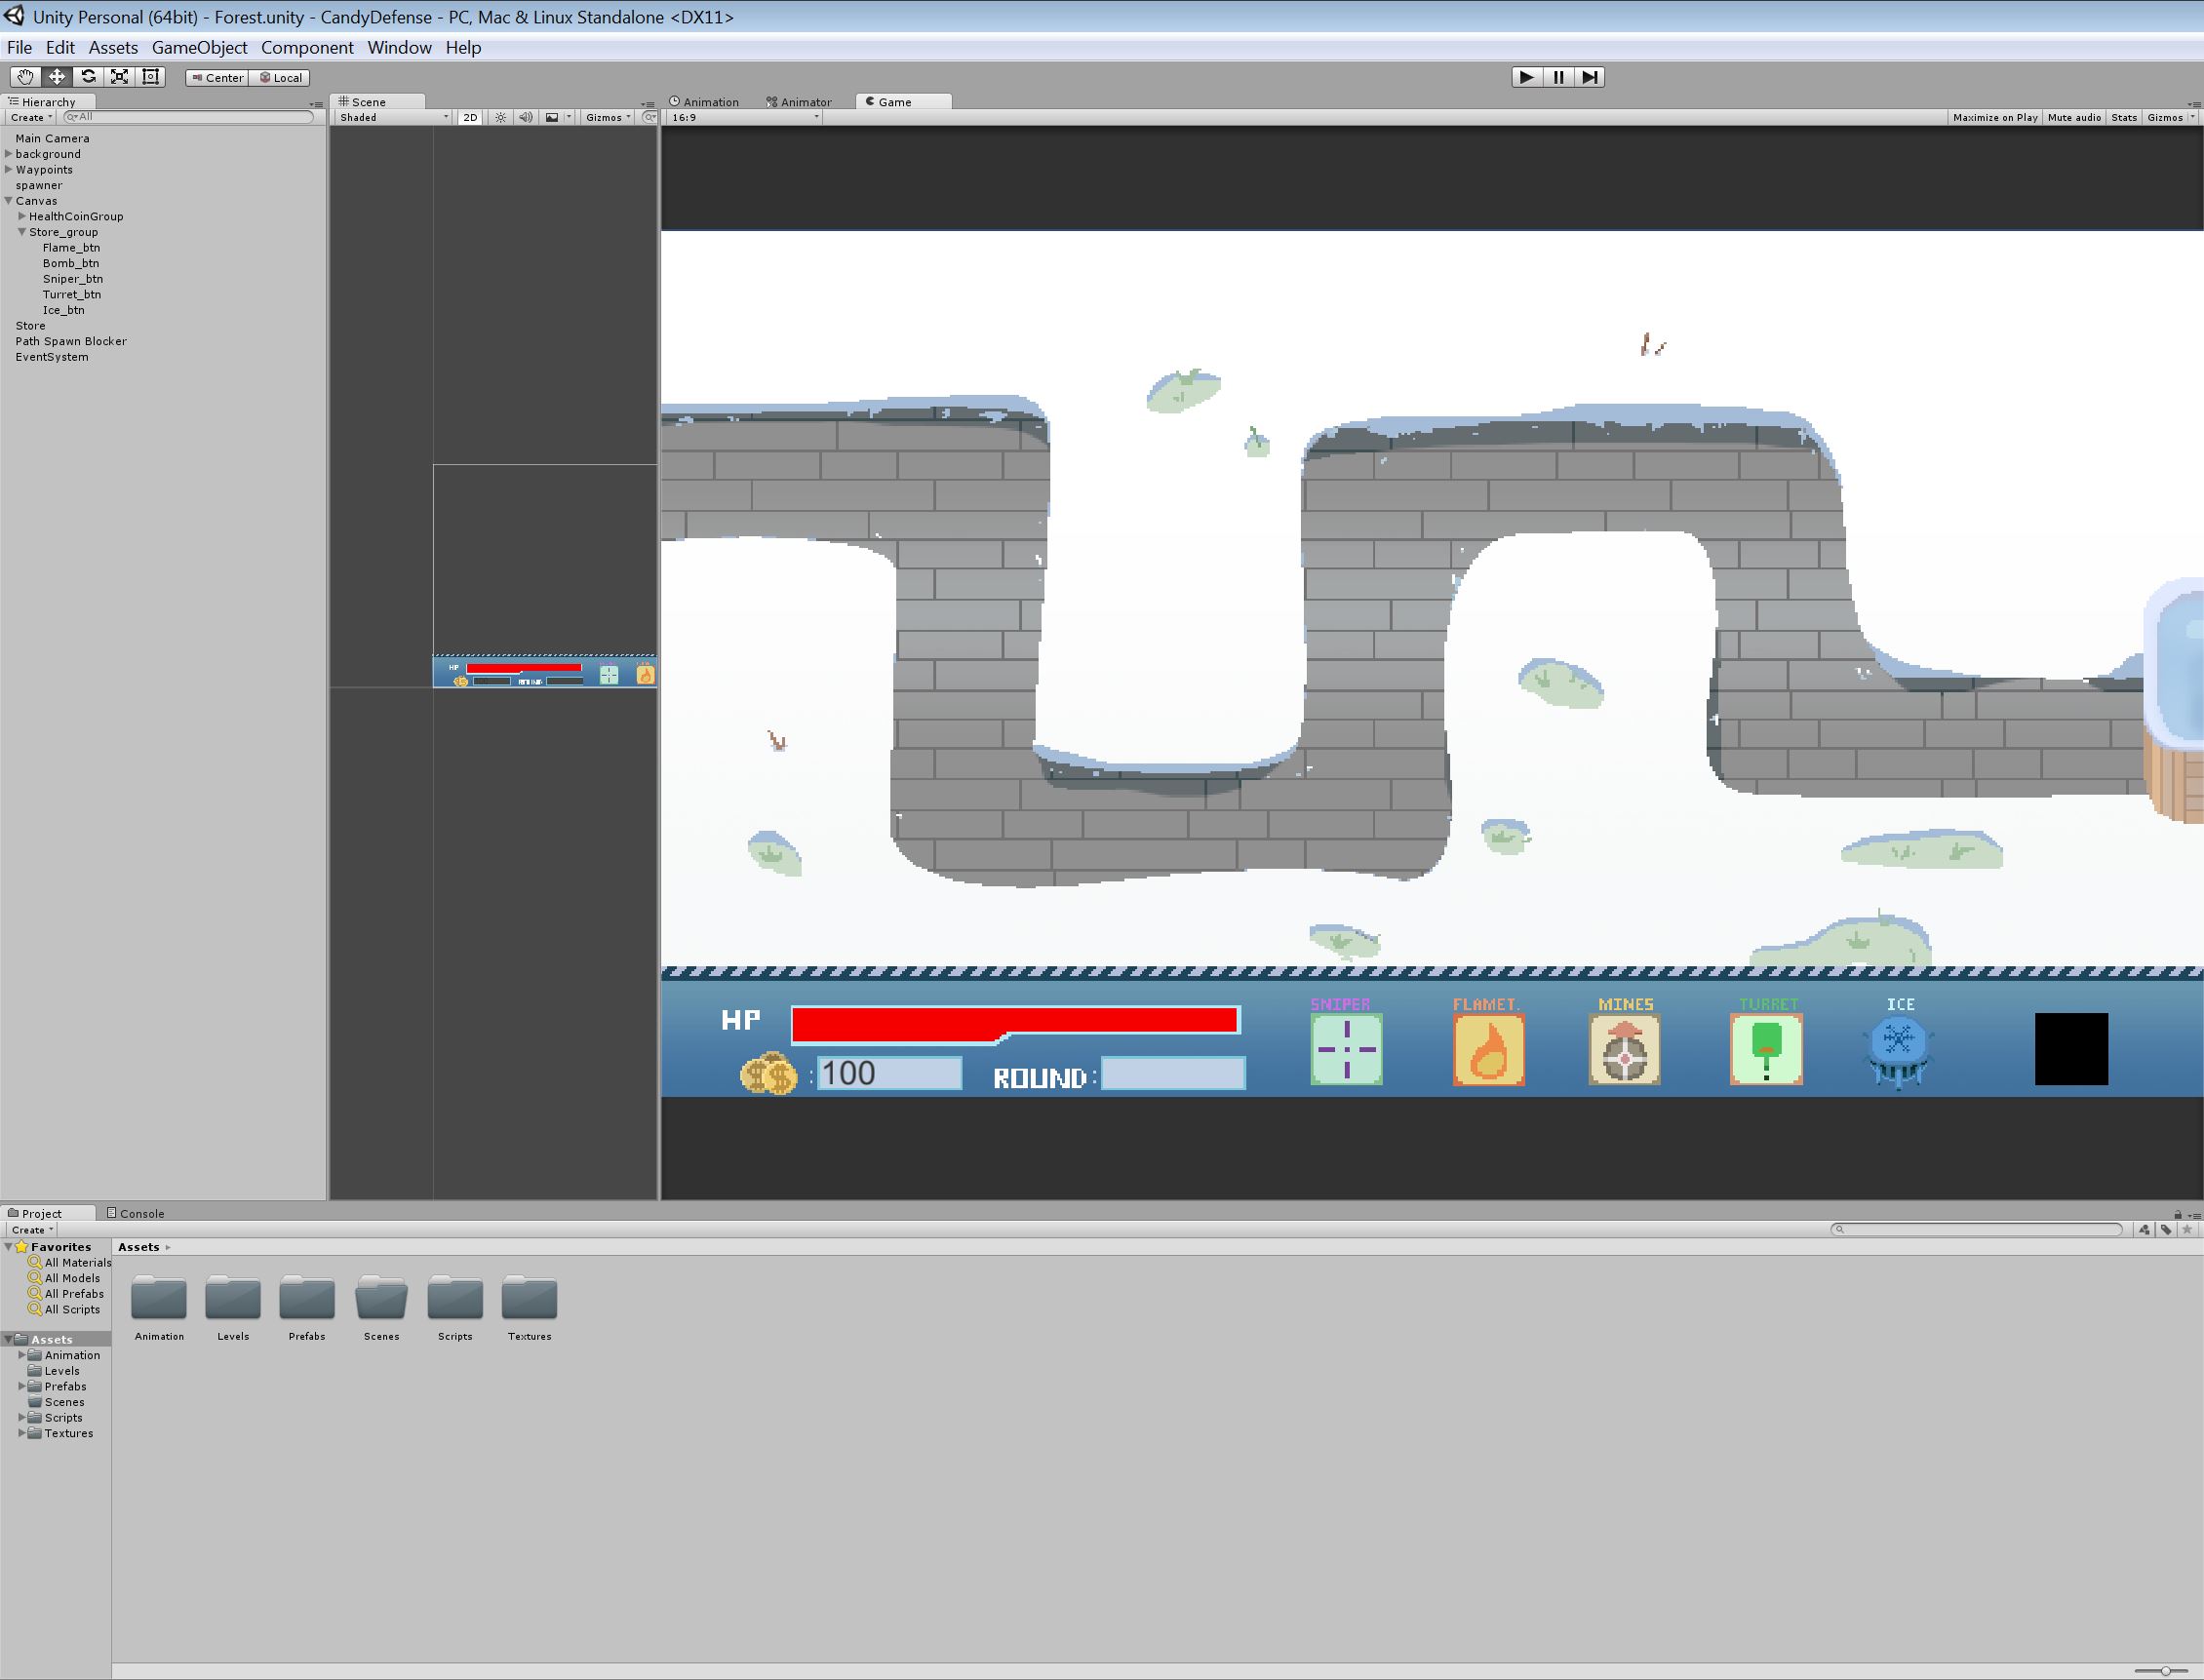 Unity Personal (64bit) - Forest.unity - CandyDefense - PC, Mac & Linux Standalone <DX11>
File Edit Assets GameObject Component Window Help
Center Local
Hierarchy
Create All
Main Camera
background
Waypoints
spawner
Canvas
HealthCoinGroup
Store_group
Flame_btn
Bomb_btn
Sniper_btn
Turret_btn
Ice_btn
Store
Path Spawn Blocker
EventSystem
Scene
Shaded 2D Gizmos
HP
Animation Animator Game
16:9 Maximize on Play Mute audio Stats Gizmos
SNIPER FLAMET. MINES TURRET ICE
HP
$$ : 100 ROUND:
Project Console
Create
Favorites
All Materials
All Models
All Prefabs
All Scripts
Assets
Animation
Levels
Prefabs
Scenes
Scripts
Textures
Assets
Animation Levels Prefabs Scenes Scripts Textures